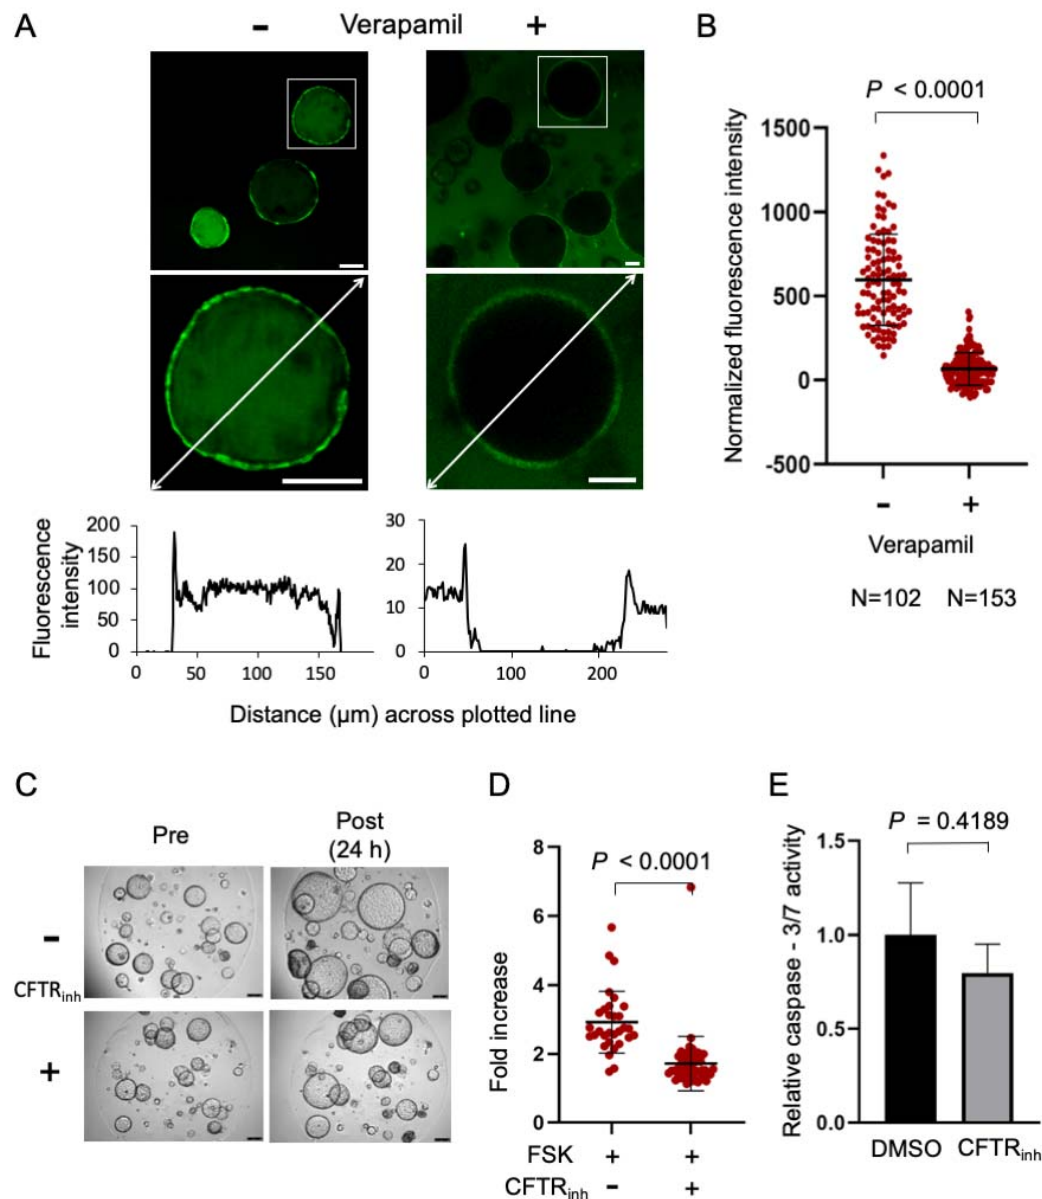 A
- Verapamil +
Fluorescence
intensity
200
150
100
50
0
0 50 100 150
30
20
10
0
0 100 200
Distance (µm) across plotted line
B
P < 0.0001
Normalized fluorescence intensity
1500
1000
500
0
-500
- +
Verapamil
N=102 N=153
C
Pre
Post
(24 h)
-
CFTRinh
+
D
P < 0.0001
Fold increase
8
6
4
2
0
FSK + +
CFTRinh - +
E
P = 0.4189
Relative caspase - 3/7 activity
1.5
1.0
0.5
0.0
DMSO CFTRinh